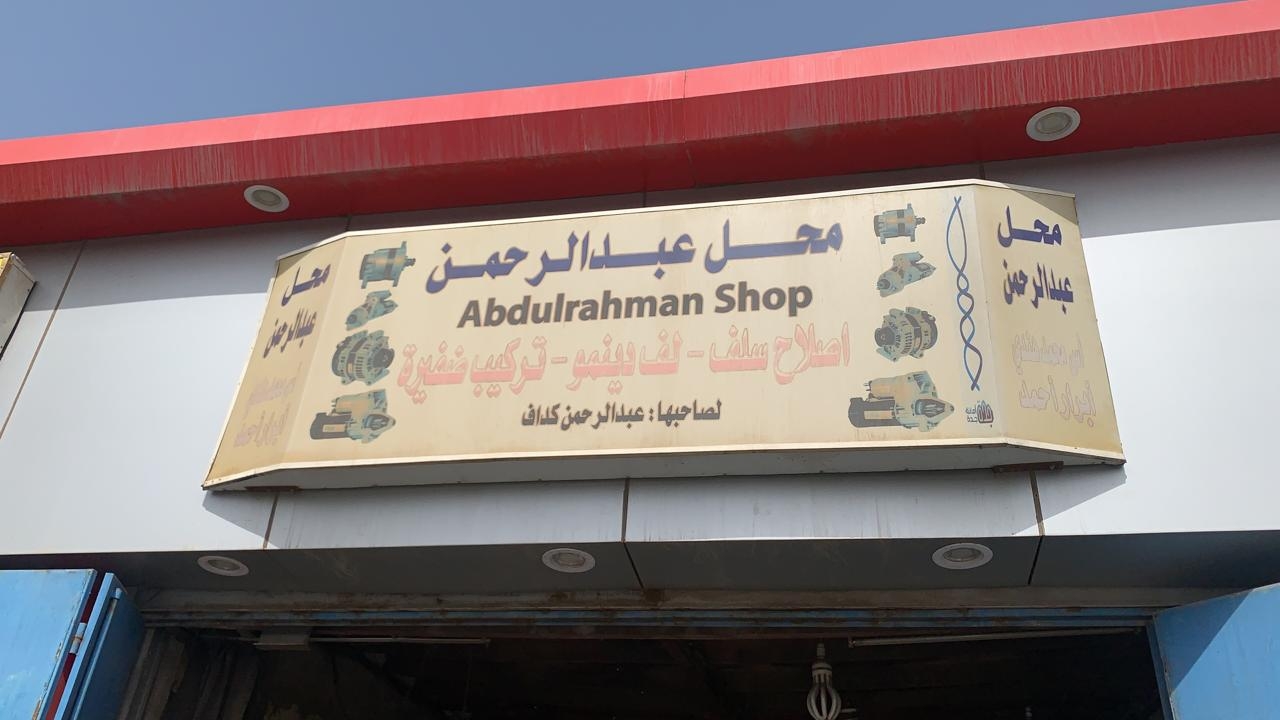 محل عبدالرحمن
Abdulrahman Shop
اصلاح سلف - لف دينمو - تركيب ضفيرة
لصاحبها : عبدالرحمن كداف
محل
عبدالرحمن
محل
عبدالرحمن